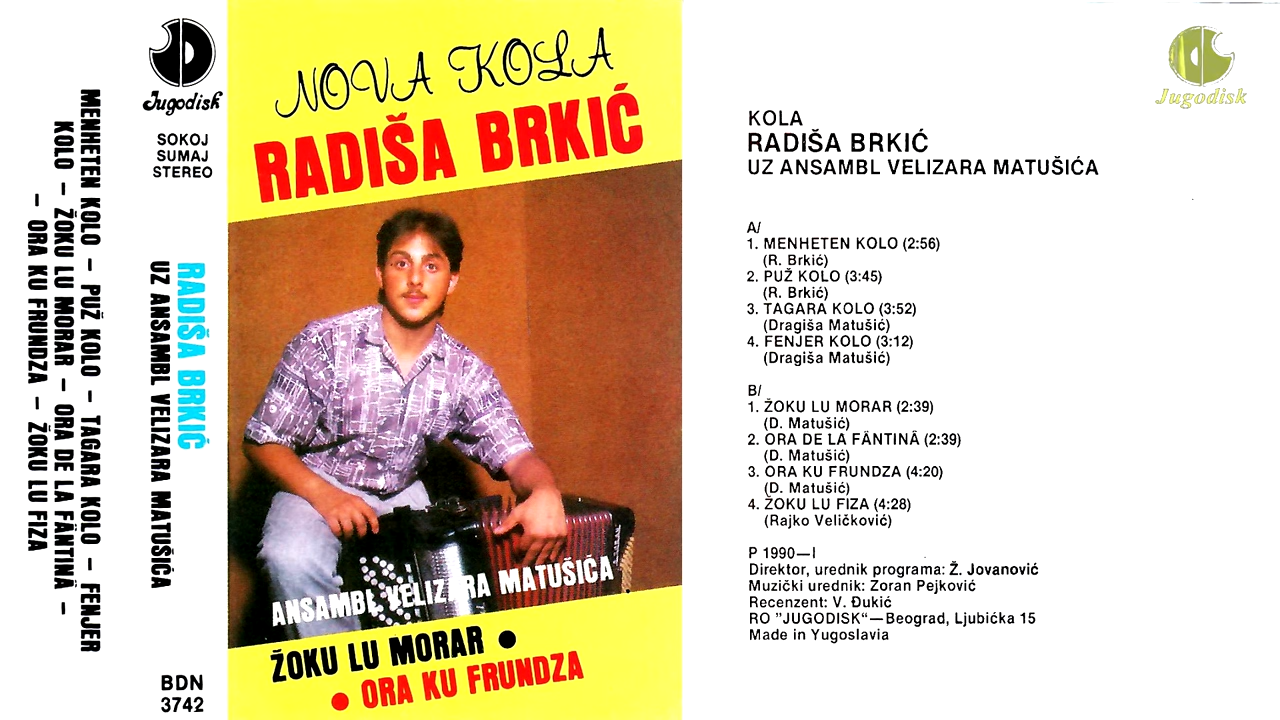 MENHETEN KOLO – PUŽ KOLO – TAGARA KOLO – FENJER
KOLO – ŽOKU LU MORAR – ORA DE LA FÂNTINÂ –
– ORA KU FRUNDZA – ŽOKU LU FIZA
Jugodisk
SOKOJ
SUMAJ
STEREO
RADIŠA BRKIĆ
UZ ANSAMBL VELIZARA MATUŠIĆA
BDN
3742
NOVA KOLA
RADIŠA BRKIĆ
ANSAMBL VELIZARA MATUŠIĆA
ŽOKU LU MORAR ●
● ORA KU FRUNDZA
Jugodisk
KOLA
RADIŠA BRKIĆ
UZ ANSAMBL VELIZARA MATUŠIĆA
A/
1. MENHETEN KOLO (2:56)
(R. Brkić)
2. PUŽ KOLO (3:45)
(R. Brkić)
3. TAGARA KOLO (3:52)
(Dragiša Matušić)
4. FENJER KOLO (3:12)
(Dragiša Matušić)
B/
1. ŽOKU LU MORAR (2:39)
(D. Matušić)
2. ORA DE LA FÂNTINÂ (2:39)
(D. Matušić)
3. ORA KU FRUNDZA (4:20)
(D. Matušić)
4. ŽOKU LU FIZA (4:28)
(Rajko Veličković)
P 1990—I
Direktor, urednik programa: Ž. Jovanović
Muzički urednik: Zoran Pejković
Recenzent: V. Đukić
RO "JUGODISK“—Beograd, Ljubićka 15
Made in Yugoslavia